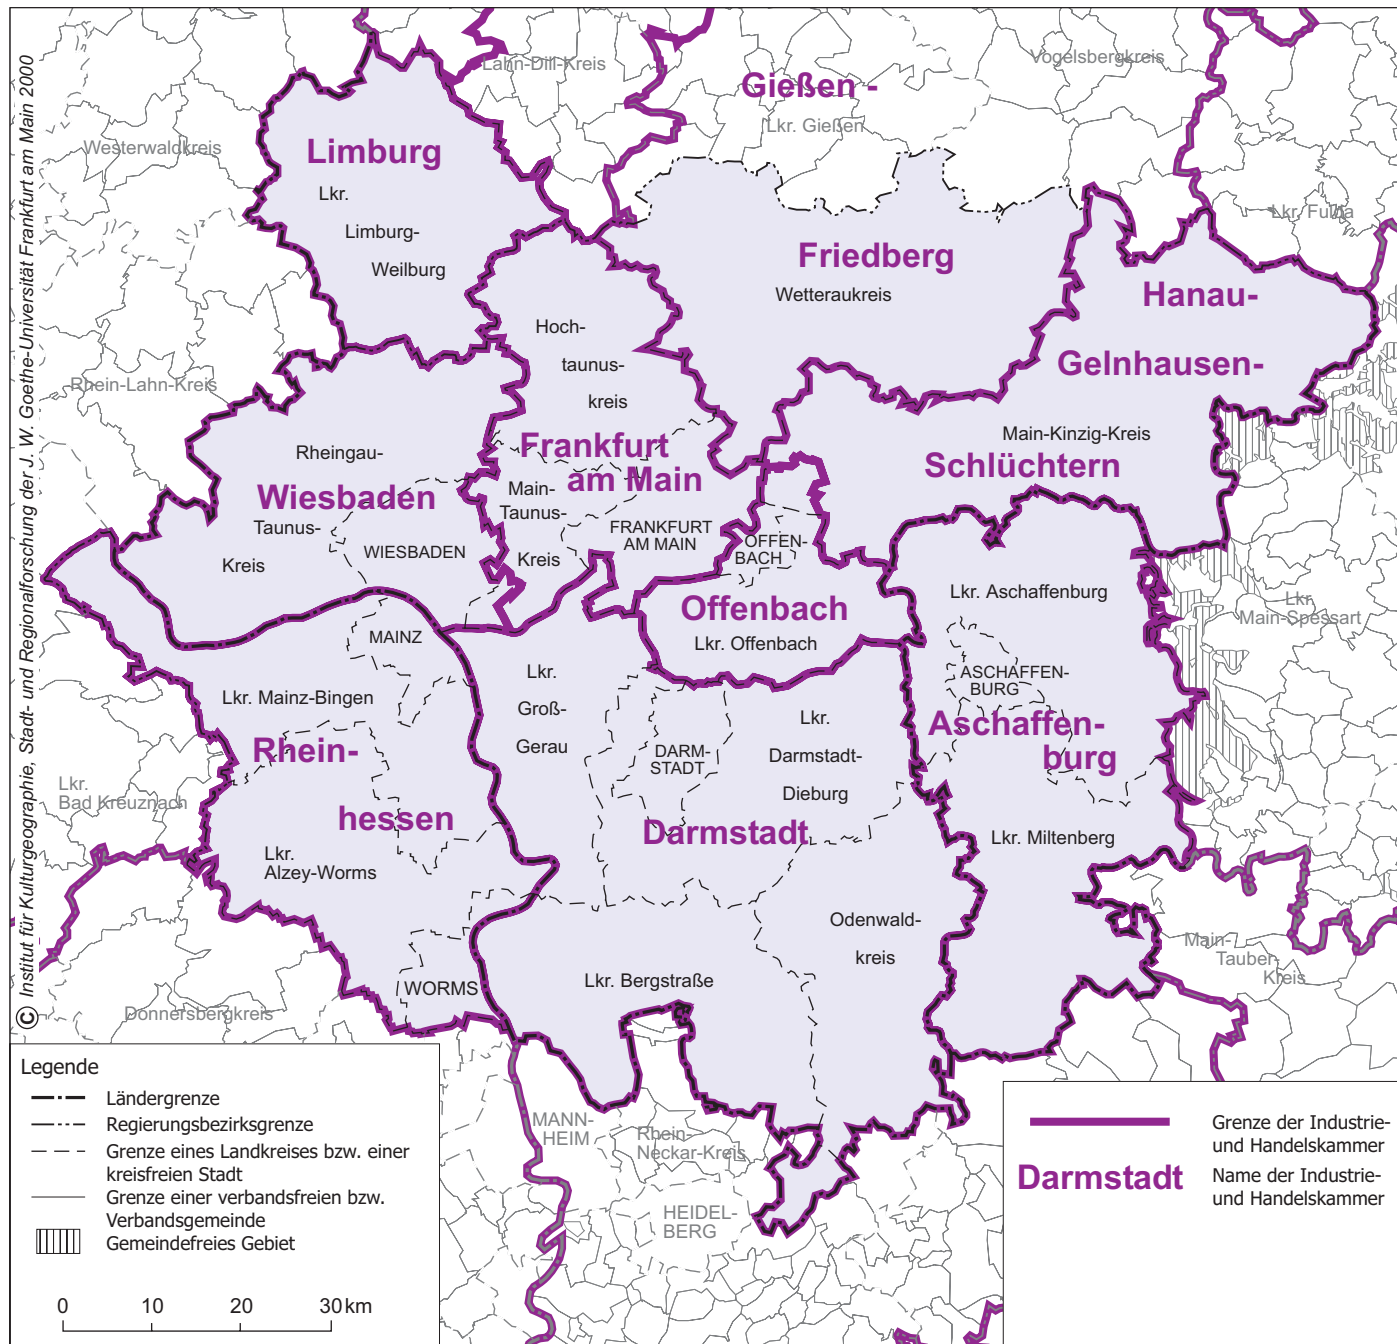 © Institut für Kulturgeographie, Stadt- und Regionalforschung der J. W. Goethe-Universität Frankfurt am Main 2000
Lahn-Dill-Kreis
Vogelsbergkreis
Gießen -
Lkr. Gießen
Westerwaldkreis
Limburg
Lkr.
Limburg-
Weilburg
Lkr. Fulda
Friedberg
Wetteraukreis
Hanau-
Gelnhausen-
Schlüchtern
Main-Kinzig-Kreis
Hoch-
taunus-
kreis
Rhein-Lahn-Kreis
Frankfurt
am Main
Main-
Taunus-
Kreis
FRANKFURT
AM MAIN
Rheingau-
Wiesbaden
Taunus-
Kreis
WIESBADEN
OFFEN-
BACH
Offenbach
Lkr. Offenbach
Lkr. Aschaffenburg
ASCHAFFEN-
BURG
Aschaffen-
burg
Lkr. Miltenberg
Lkr.
Main-Spessart
MAINZ
Lkr. Mainz-Bingen
Rhein-
hessen
Lkr.
Alzey-Worms
WORMS
Lkr.
Bad Kreuznach
Donnersbergkreis
Lkr.
Groß-
Gerau
DARM-
STADT
Lkr.
Darmstadt-
Dieburg
Darmstadt
Odenwald-
kreis
Lkr. Bergstraße
Main-
Tauber-
Kreis
MANN-
HEIM
Rhein-
Neckar-Kreis
HEIDEL-
BERG
Legende
Ländergrenze
Regierungsbezirksgrenze
Grenze eines Landkreises bzw. einer
kreisfreien Stadt
Grenze einer verbandsfreien bzw.
Verbandsgemeinde
Gemeindefreies Gebiet
0 10 20 30 km
Grenze der Industrie-
und Handelskammer
Darmstadt
Name der Industrie-
und Handelskammer